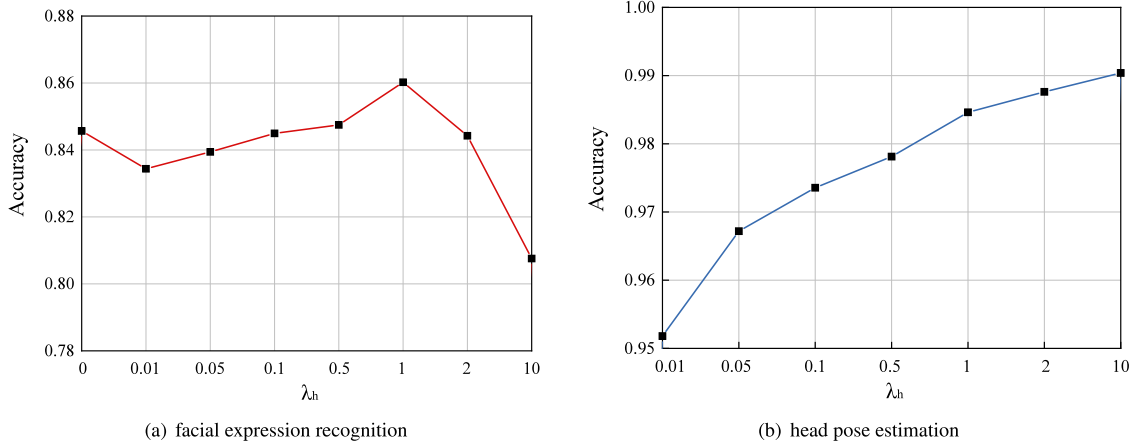 0.88
0.86
0.84
0.82
0.80
0.78
Accuracy
0 0.01 0.05 0.1 0.5 1 2 10
λh
(a) facial expression recognition
1.00
0.99
0.98
0.97
0.96
0.95
Accuracy
0.01 0.05 0.1 0.5 1 2 10
λh
(b) head pose estimation